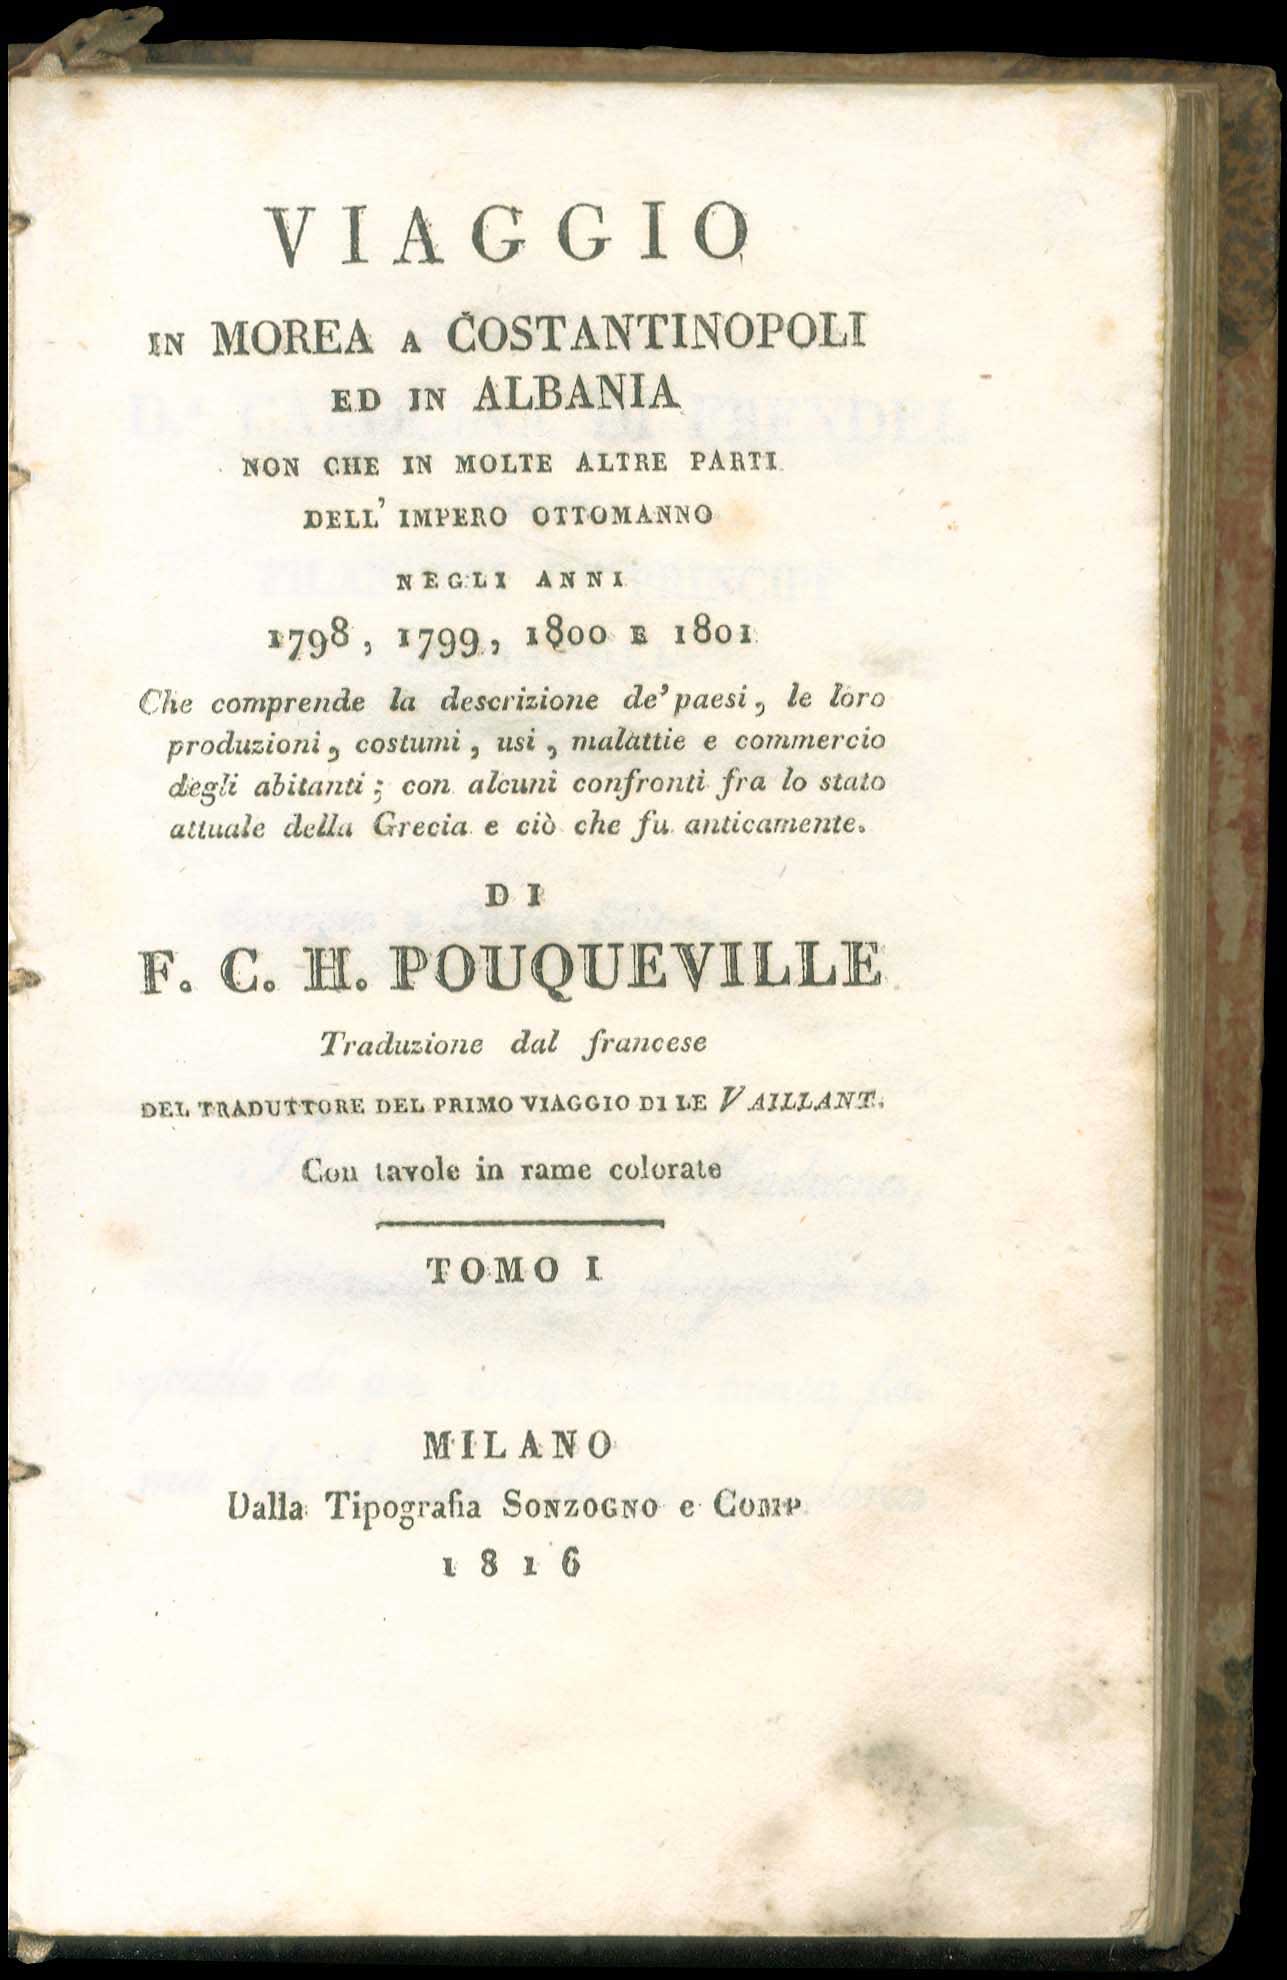 VIAGGIO
IN MOREA A COSTANTINOPOLI
ED IN ALBANIA
NON CHE IN MOLTE ALTRE PARTI
DELL' IMPERO OTTOMANNO
NEGLI ANNI
1798, 1799, 1800 E 1801
Che comprende la descrizione de' paesi, le loro
produzioni, costumi, usi, malattie e commercio
degli abitanti; con alcuni confronti fra lo stato
attuale della Grecia e ciò che fu anticamente.
DI
F. C. H. POUQUEVILLE
Traduzione dal francese
DEL TRADUTTORE DEL PRIMO VIAGGIO DI LE VAILLANT.
Con tavole in rame colorate
TOMO I
MILANO
Dalla Tipografia SONZOGNO e COMP.
1816